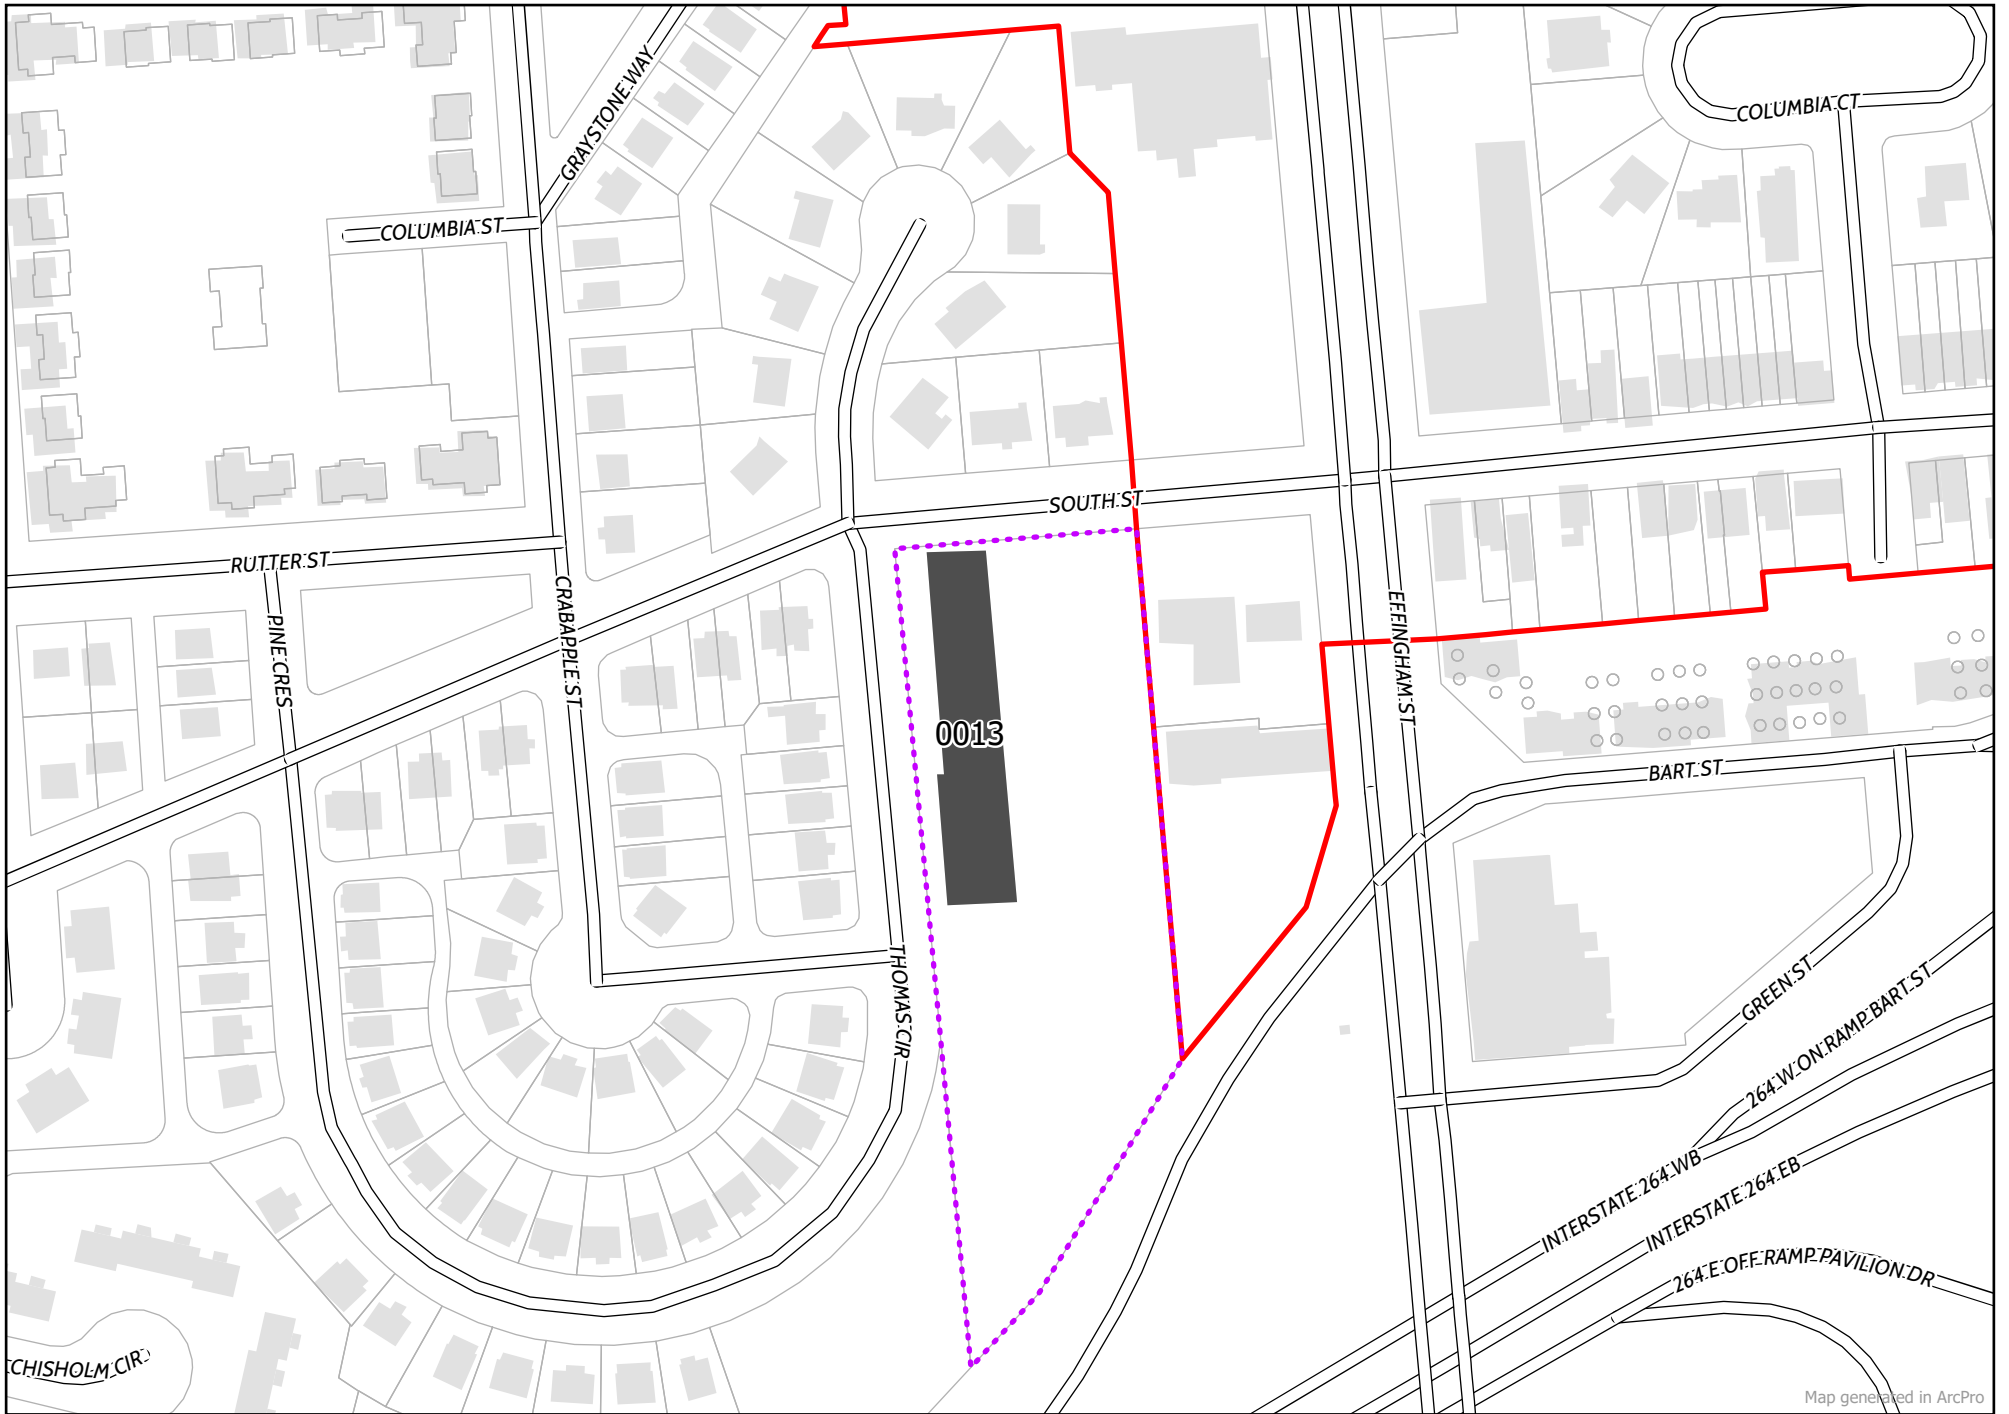 GRAYSTONE WAY
COLUMBIA CT
COLUMBIA ST
SOUTH ST
RUTTER ST
PINE CRES
CRABAPPLE ST
EFFINGHAM ST
0013
BART ST
THOMAS CIR
GREEN ST
264 W ON RAMP BART ST
INTERSTATE 264 WB
INTERSTATE 264 EB
264 E OFF RAMP PAVILION DR
CHISHOLM CIR
Map generated in ArcPro